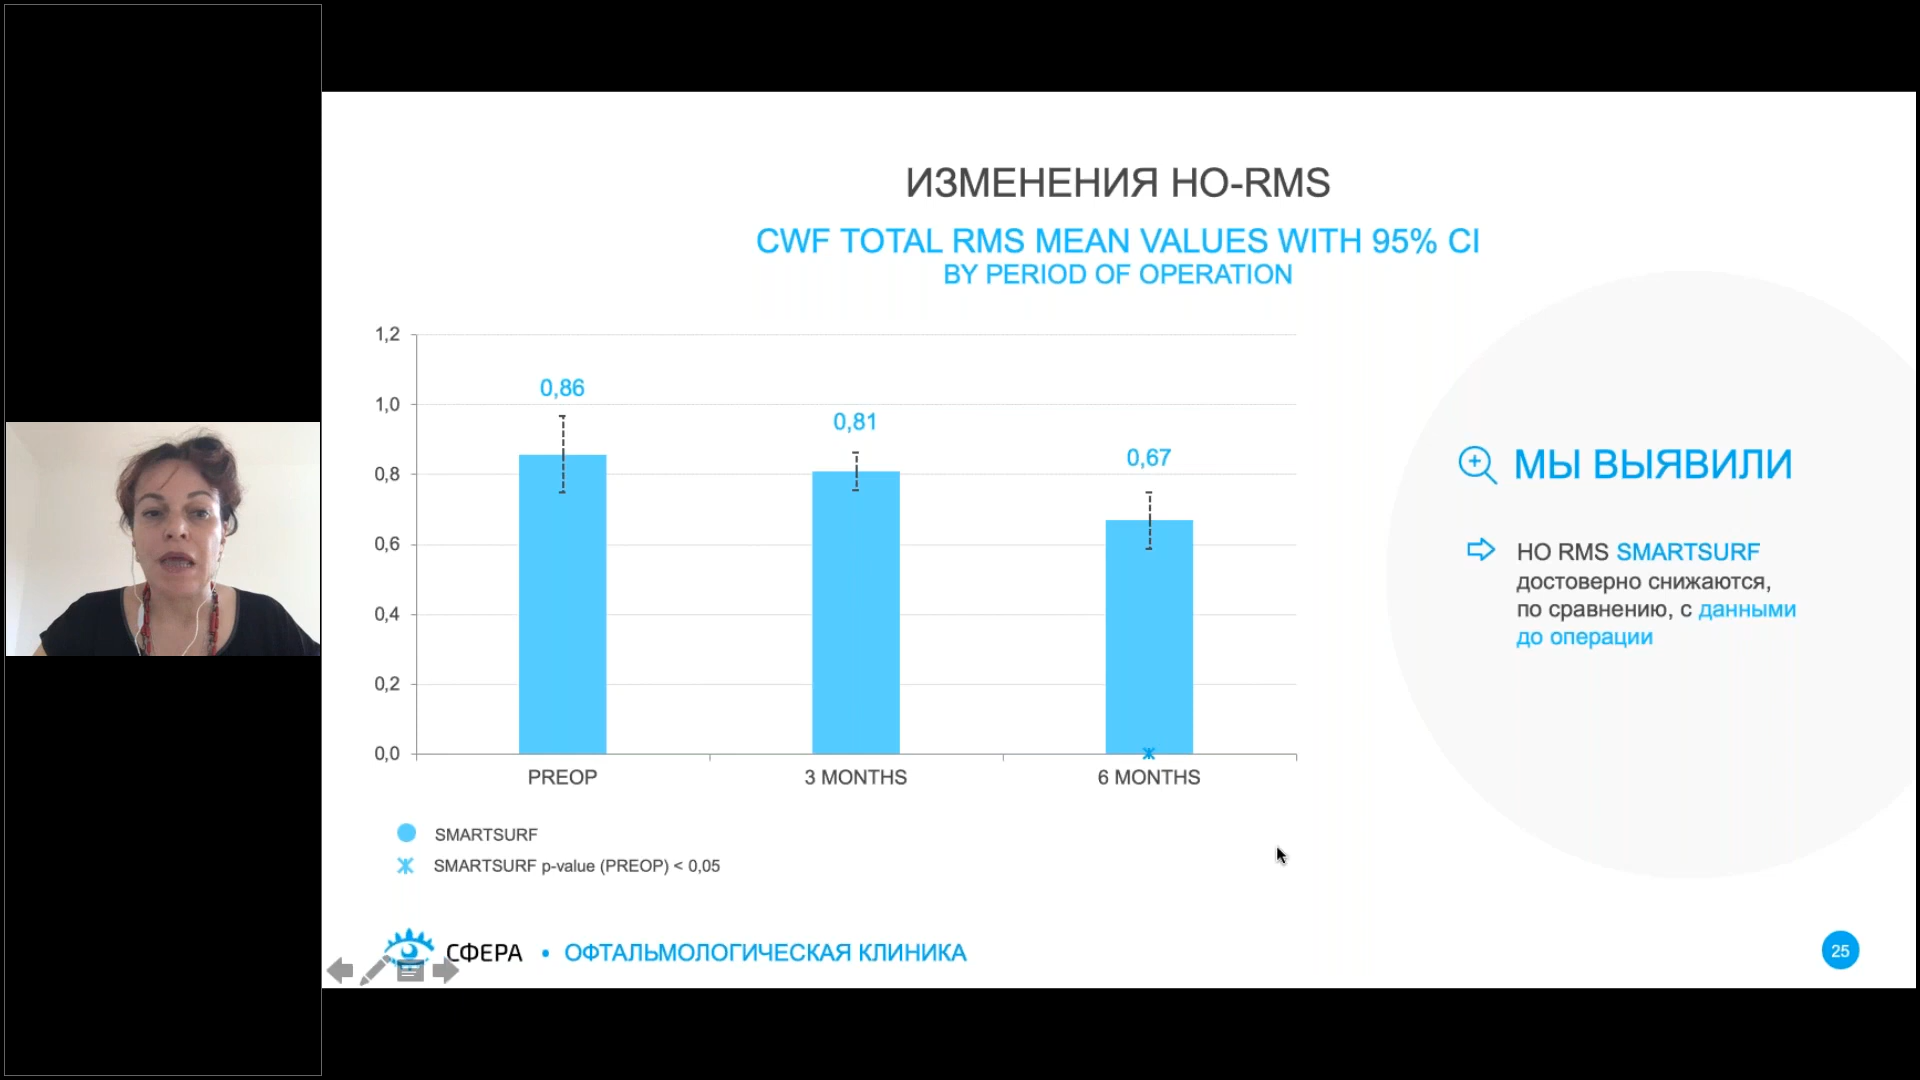 ИЗМЕНЕНИЯ HO-RMS
CWF TOTAL RMS MEAN VALUES WITH 95% CI
BY PERIOD OF OPERATION
1,2
1,0
0,8
0,6
0,4
0,2
0,0
0,86
0,81
0,67
PREOP
3 MONTHS
6 MONTHS
SMARTSURF
SMARTSURF p-value (PREOP) < 0,05
МЫ ВЫЯВИЛИ
HO RMS SMARTSURF
достоверно снижаются,
по сравнению, с данными
до операции
СФЕРА • ОФТАЛЬМОЛОГИЧЕСКАЯ КЛИНИКА
25